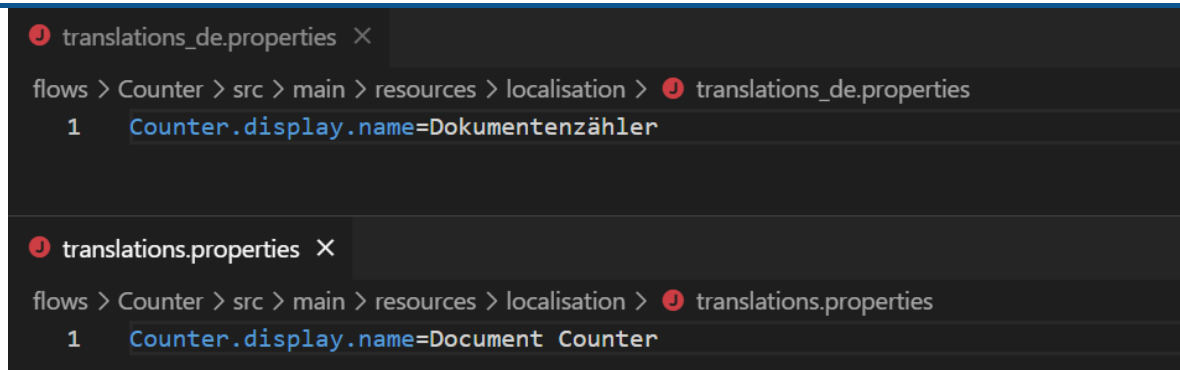 translations_de.properties
flows > Counter > src > main > resources > localisation > translations_de.properties
1 Counter.display.name=Dokumentenzähler
translations.properties
flows > Counter > src > main > resources > localisation > translations.properties
1 Counter.display.name=Document Counter